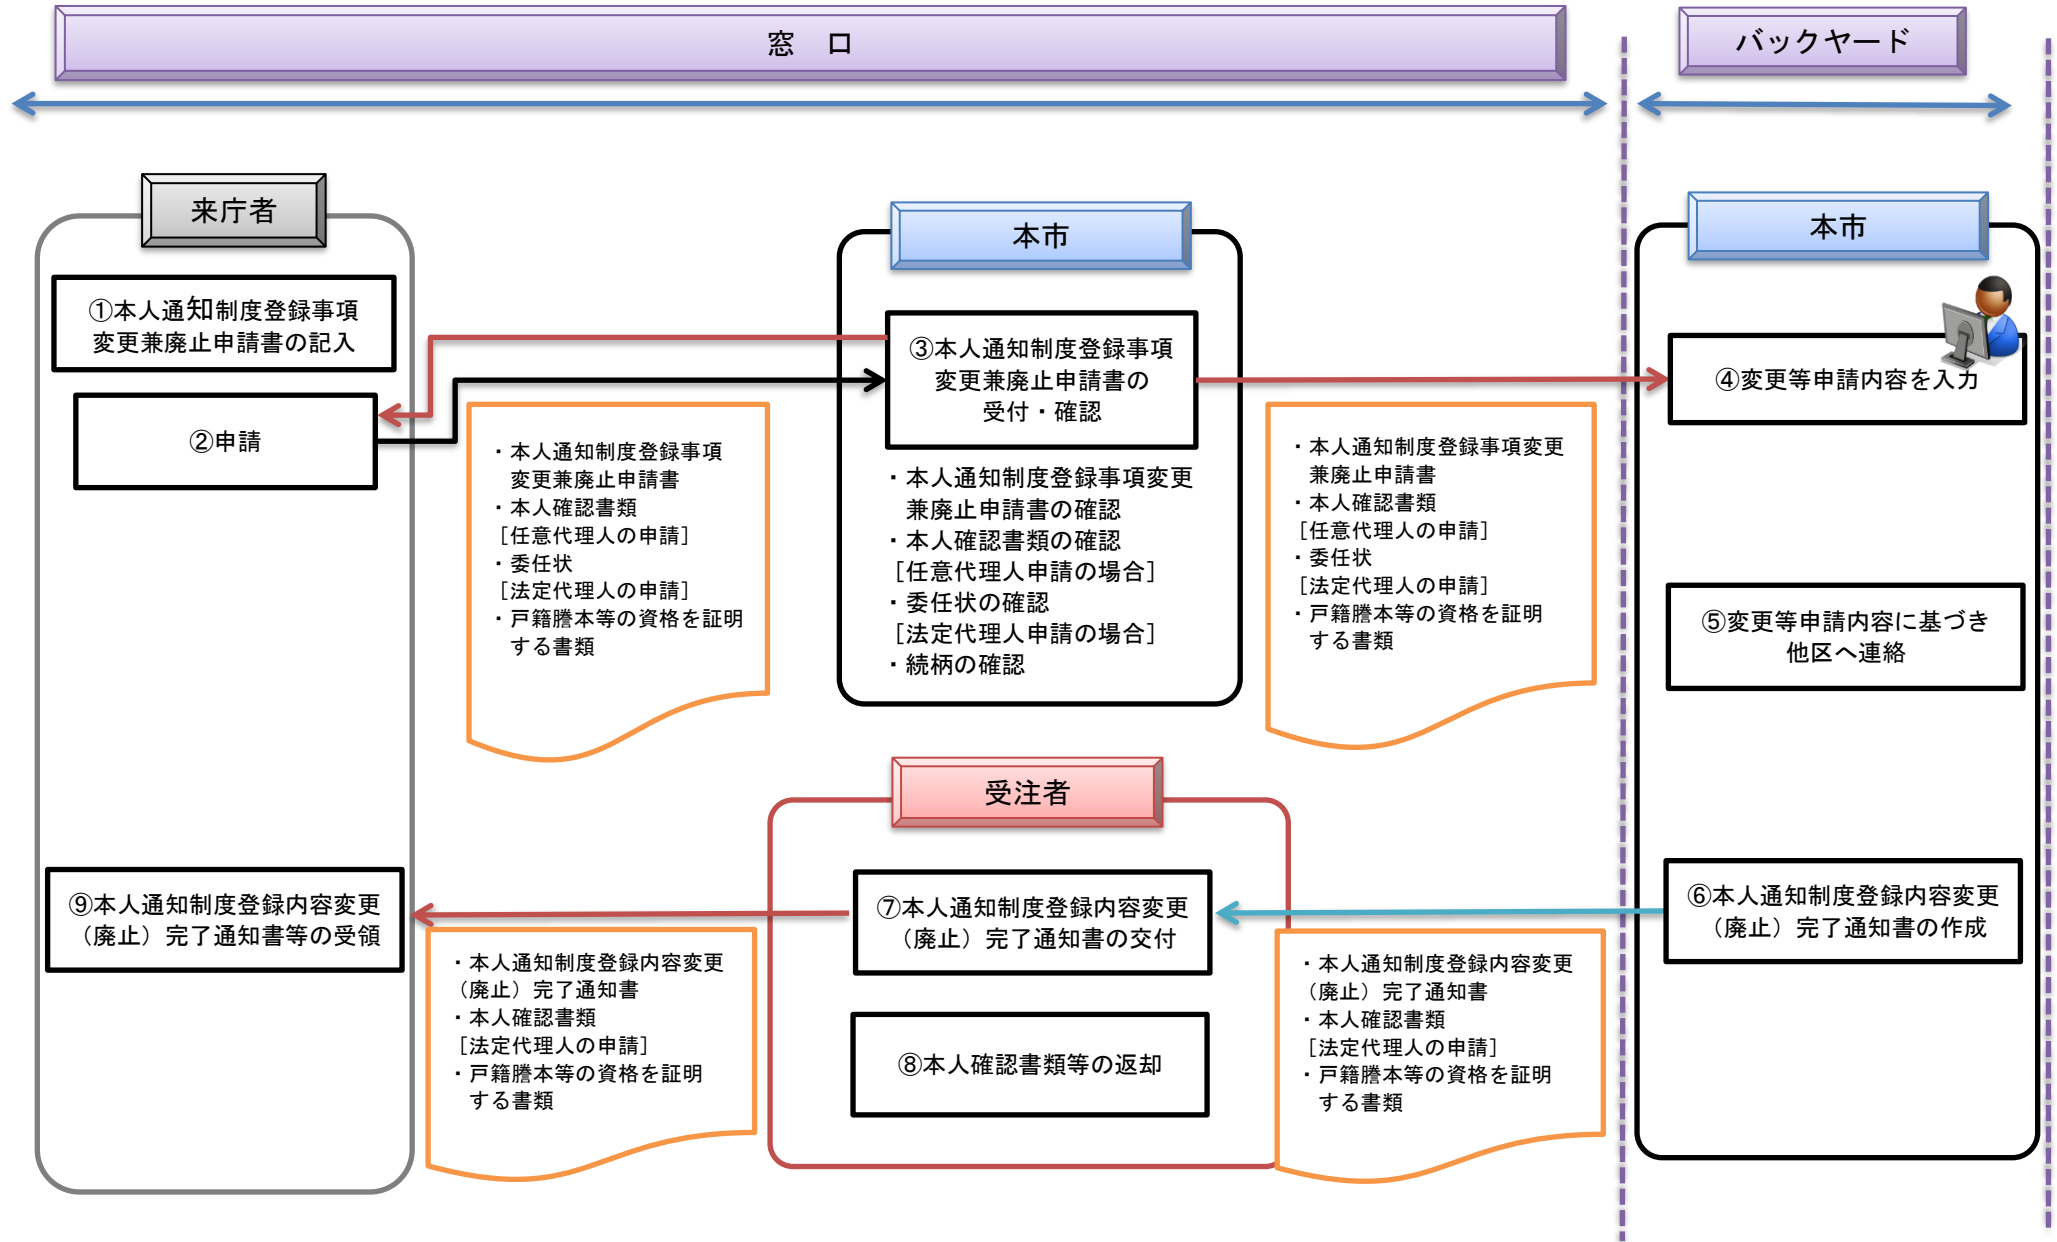 窓　口
バックヤード
来庁者
①本人通知制度登録事項
変更兼廃止申請書の記入
②申請
・本人通知制度登録事項
変更兼廃止申請書
・本人確認書類
［任意代理人の申請］
・委任状
［法定代理人の申請］
・戸籍謄本等の資格を証明
する書類
本市
③本人通知制度登録事項
変更兼廃止申請書の
受付・確認
・本人通知制度登録事項変更
兼廃止申請書の確認
・本人確認書類の確認
［任意代理人申請の場合］
・委任状の確認
［法定代理人申請の場合］
・続柄の確認
・本人通知制度登録事項変更
兼廃止申請書
・本人確認書類
［任意代理人の申請］
・委任状
［法定代理人の申請］
・戸籍謄本等の資格を証明
する書類
本市
④変更等申請内容を入力
⑤変更等申請内容に基づき
他区へ連絡
⑥本人通知制度登録内容変更
（廃止）完了通知書の作成
受注者
⑦本人通知制度登録内容変更
（廃止）完了通知書の交付
⑧本人確認書類等の返却
・本人通知制度登録内容変更
（廃止）完了通知書
・本人確認書類
［法定代理人の申請］
・戸籍謄本等の資格を証明
する書類
⑨本人通知制度登録内容変更
（廃止）完了通知書等の受領
・本人通知制度登録内容変更
（廃止）完了通知書
・本人確認書類
［法定代理人の申請］
・戸籍謄本等の資格を証明
する書類